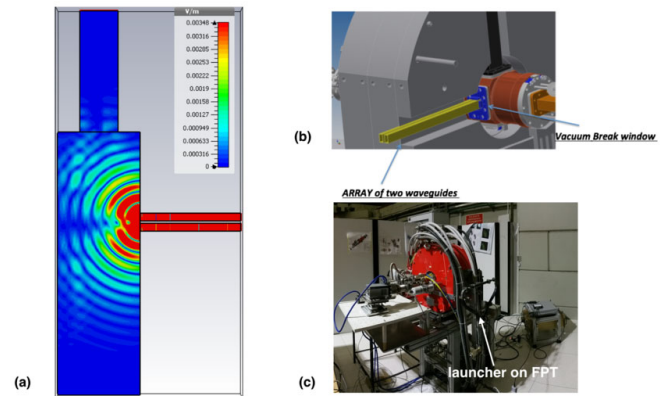 V/m
0.00348
0.00316
0.00285
0.00253
0.00222
0.0019
0.00158
0.00127
0.000949
0.000633
0.000316
0
(a)
(b)
Vacuum Break window
ARRAY of two waveguides
launcher on FPT
(c)